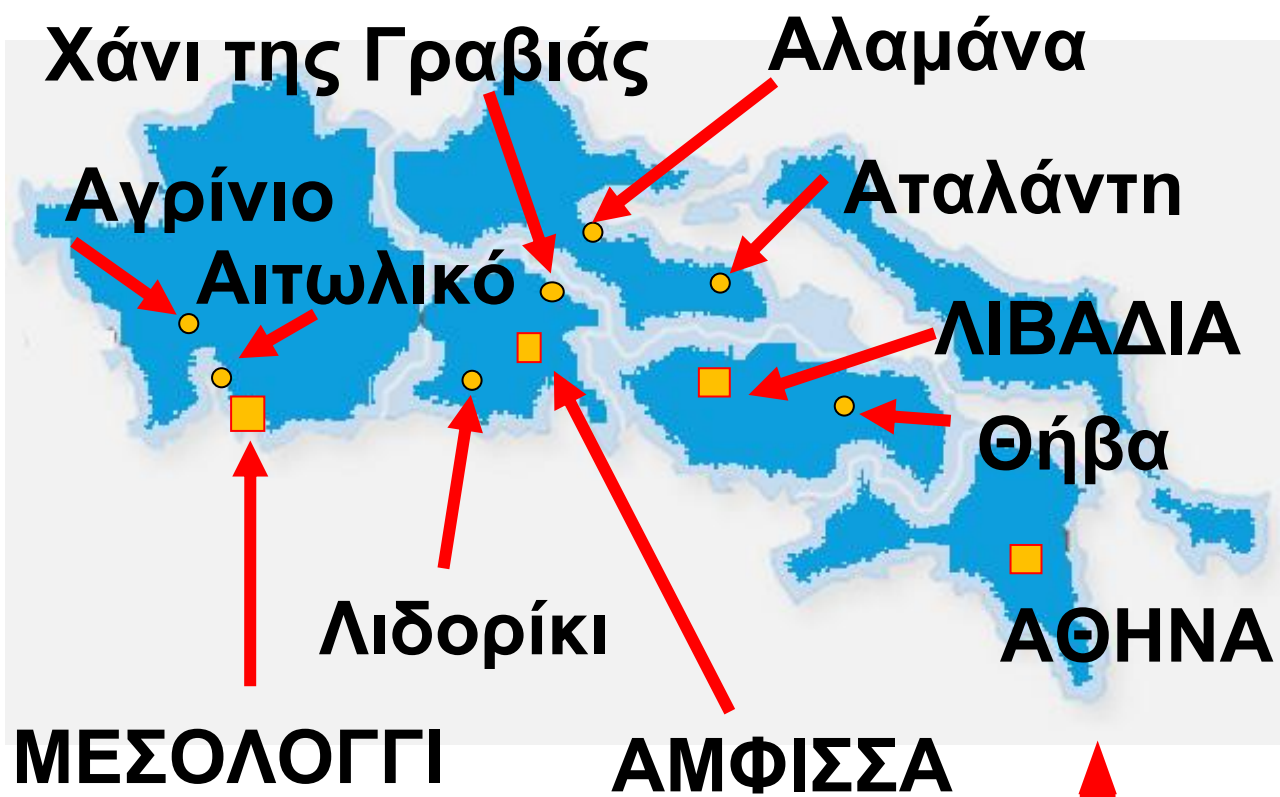 Χάνι της Γραβιάς
Αλαμάνα
Αγρίνιο
Αταλάντη
Αιτωλικό
ΛΙΒΑΔΙΑ
Θήβα
Λιδορίκι
ΑΘΗΝΑ
ΜΕΣΟΛΟΓΓΙ
ΑΜΦΙΣΣΑ